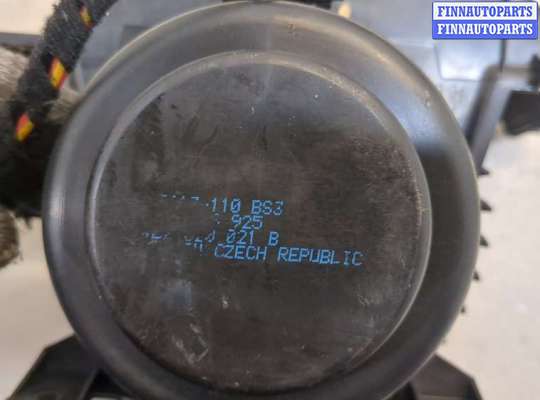 FINNAUTOPARTS
FINNAUTOPARTS
110 BS3
925
021 B
CZECH REPUBLIC